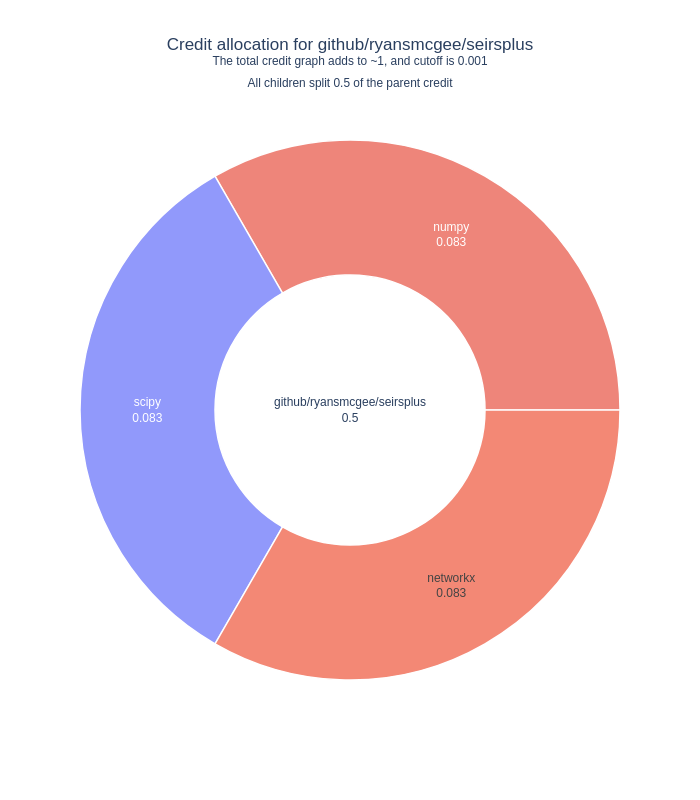 Credit allocation for github/ryansmcgee/seirsplus
The total credit graph adds to ~1, and cutoff is 0.001
All children split 0.5 of the parent credit
numpy
0.083
scipy
0.083
github/ryansmcgee/seirsplus
0.5
networkx
0.083